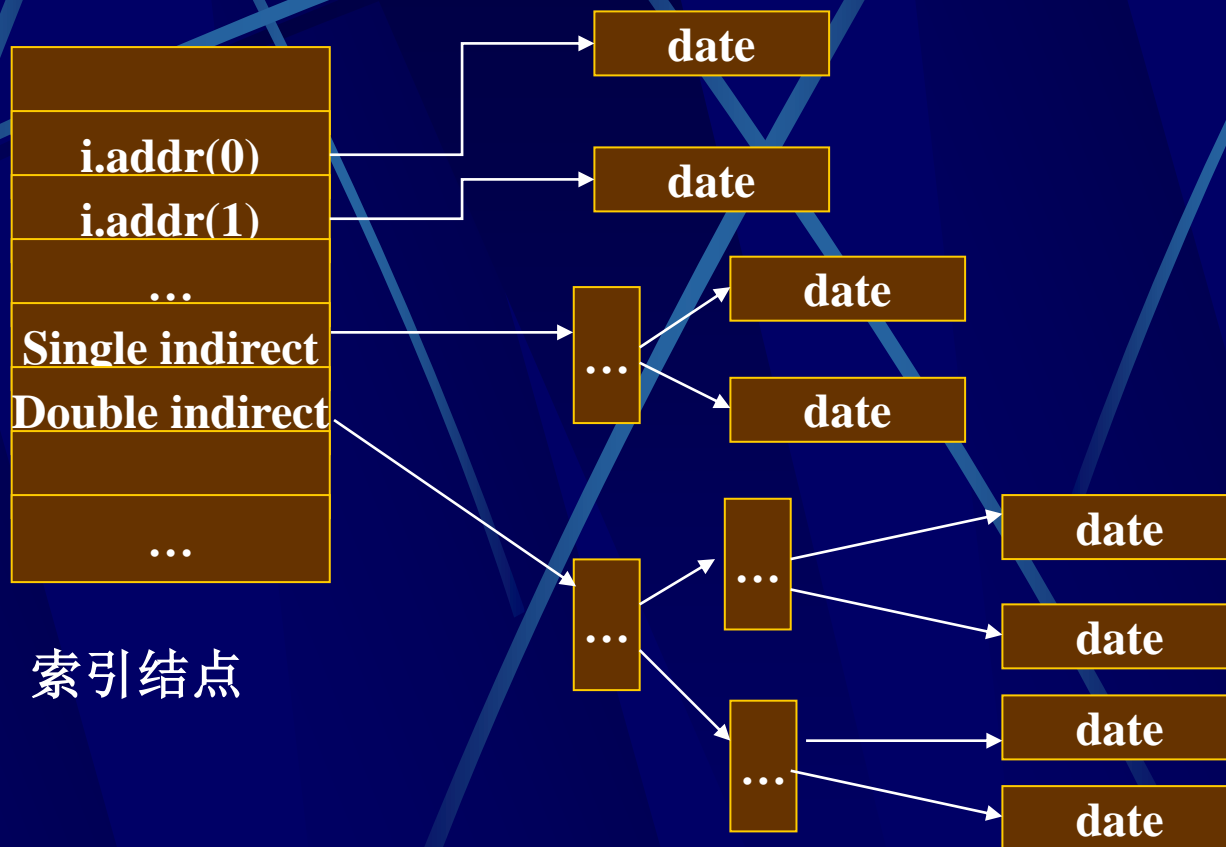 i.addr(0)
i.addr(1)
…
Single indirect
Double indirect
…
索引结点
date
date
…
date
date
…
…
date
date
…
date
date